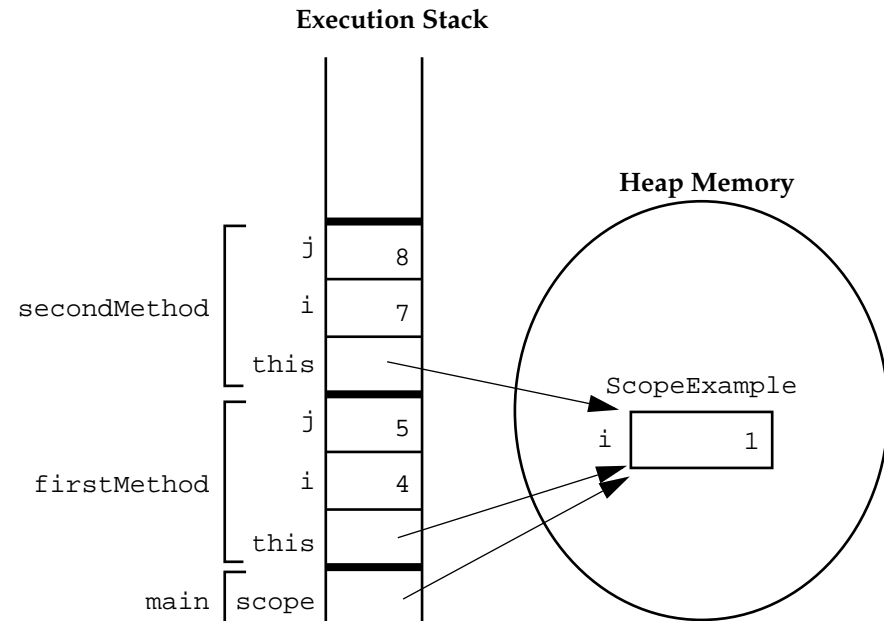 Execution Stack
Heap Memory
secondMethod
j
8
i
7
this
firstMethod
j
5
i
4
this
main
scope
ScopeExample
i
1